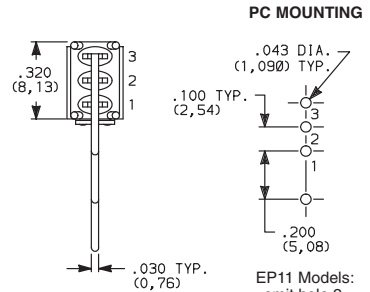 PC MOUNTING
.320
(8,13)
3
2
1
.030 TYP.
(0,76)
.043 DIA.
(1,090) TYP.
.100 TYP.
(2,54)
3
2
1
.200
(5,08)
EP11 Models: